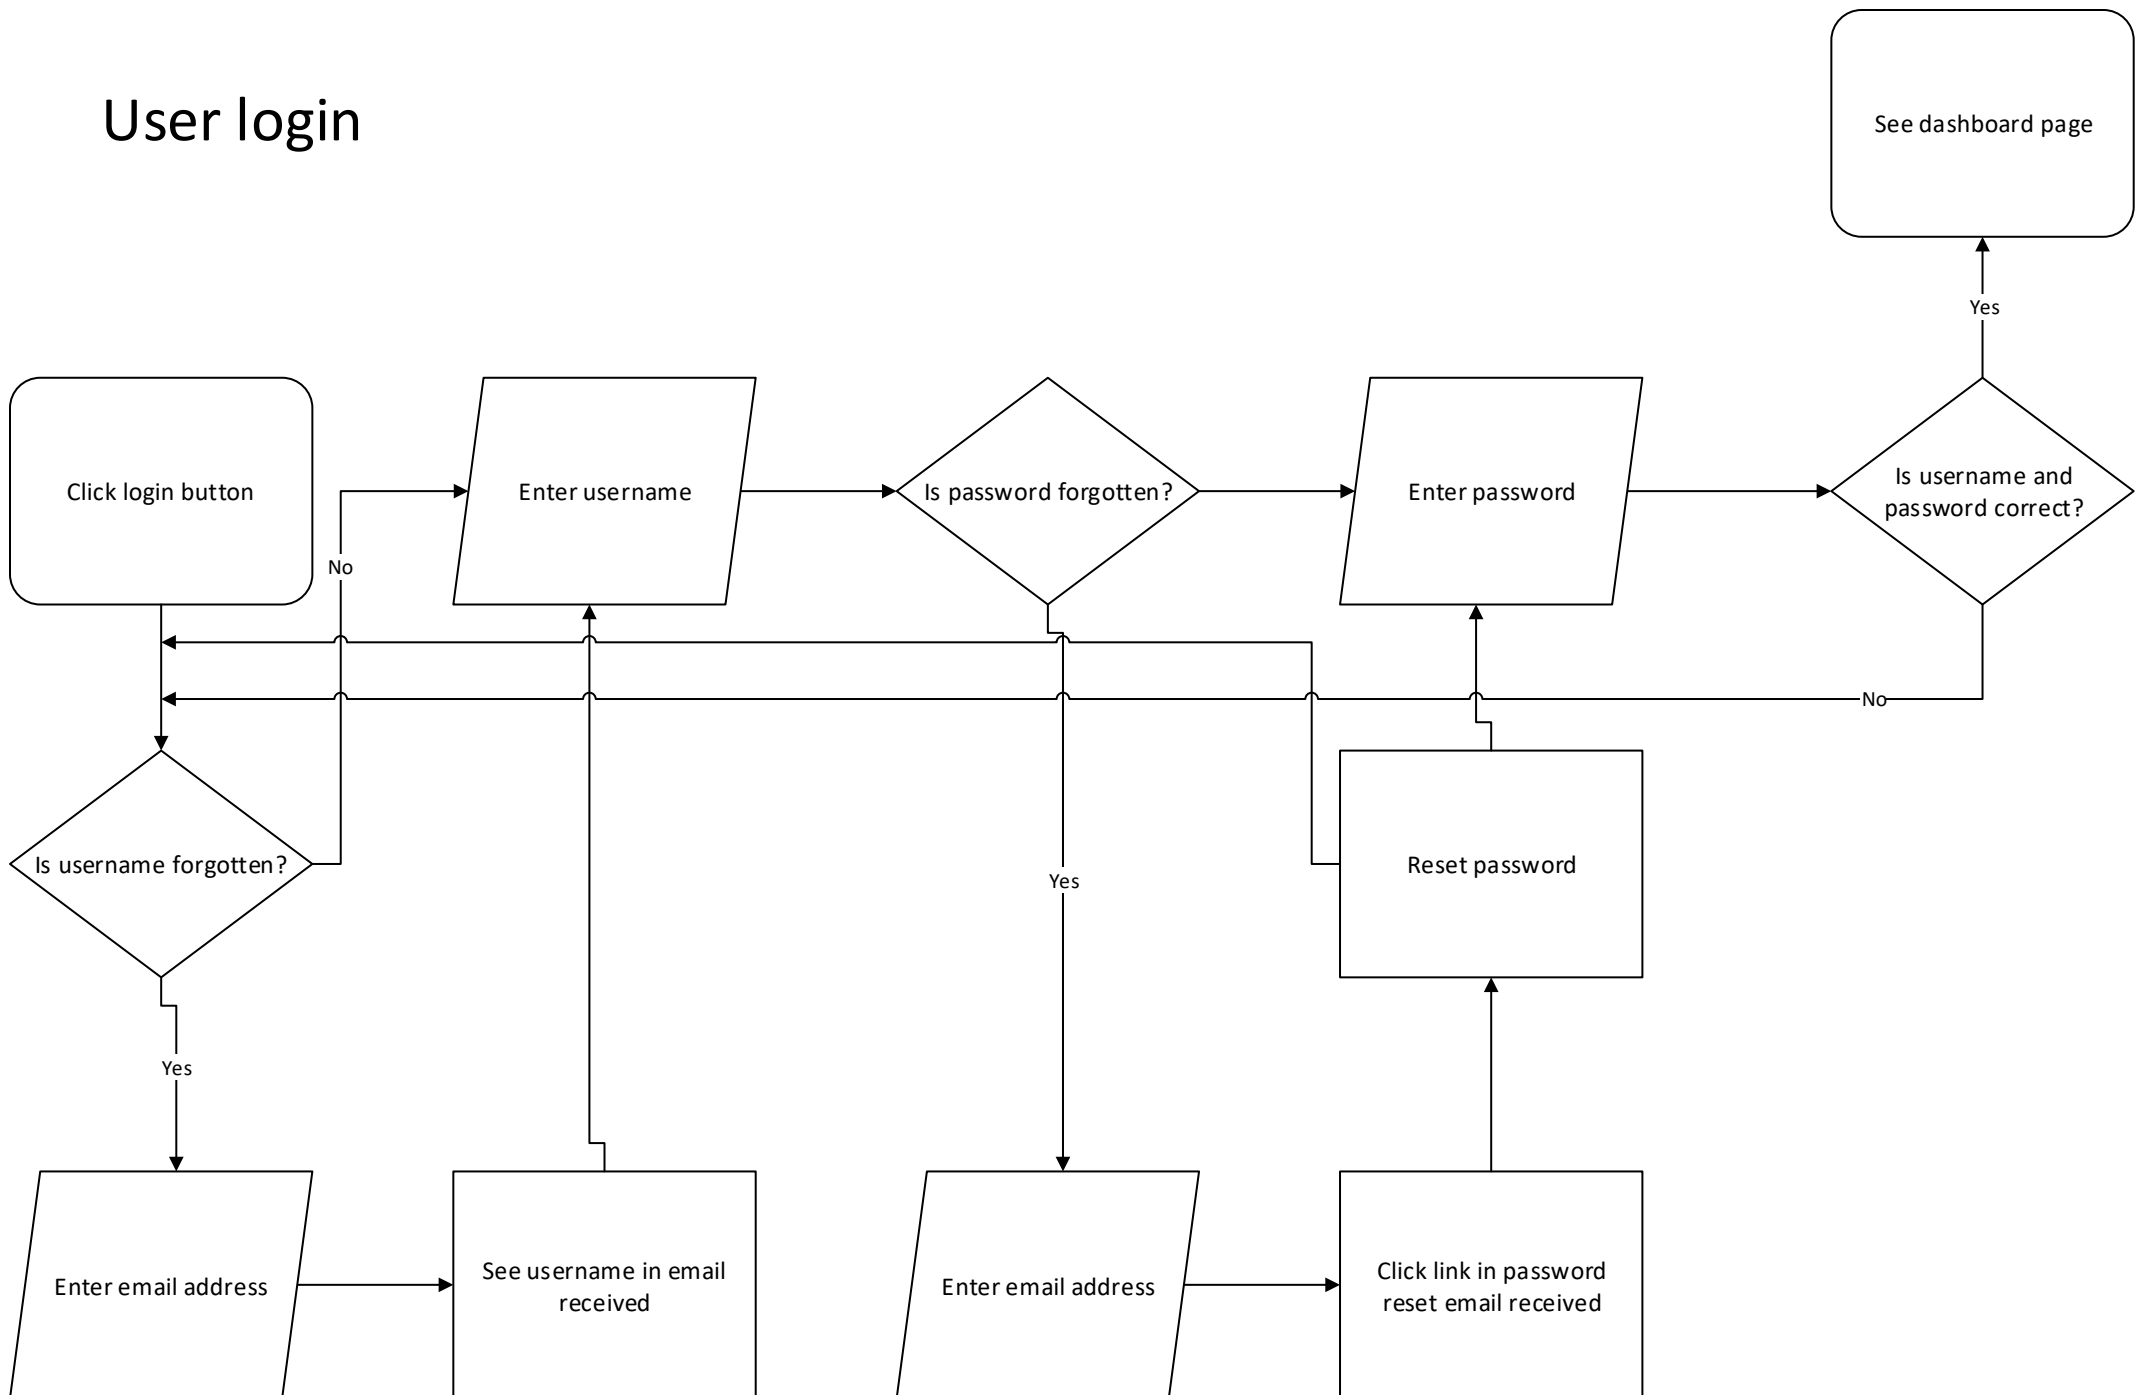 User login
See dashboard page
Yes
Click login button
Enter username
Is password forgotten?
Enter password
Is username and
password correct?
No
No
Is username forgotten?
Yes
Reset password
Yes
Enter email address
See username in email
received
Enter email address
Click link in password
reset email received